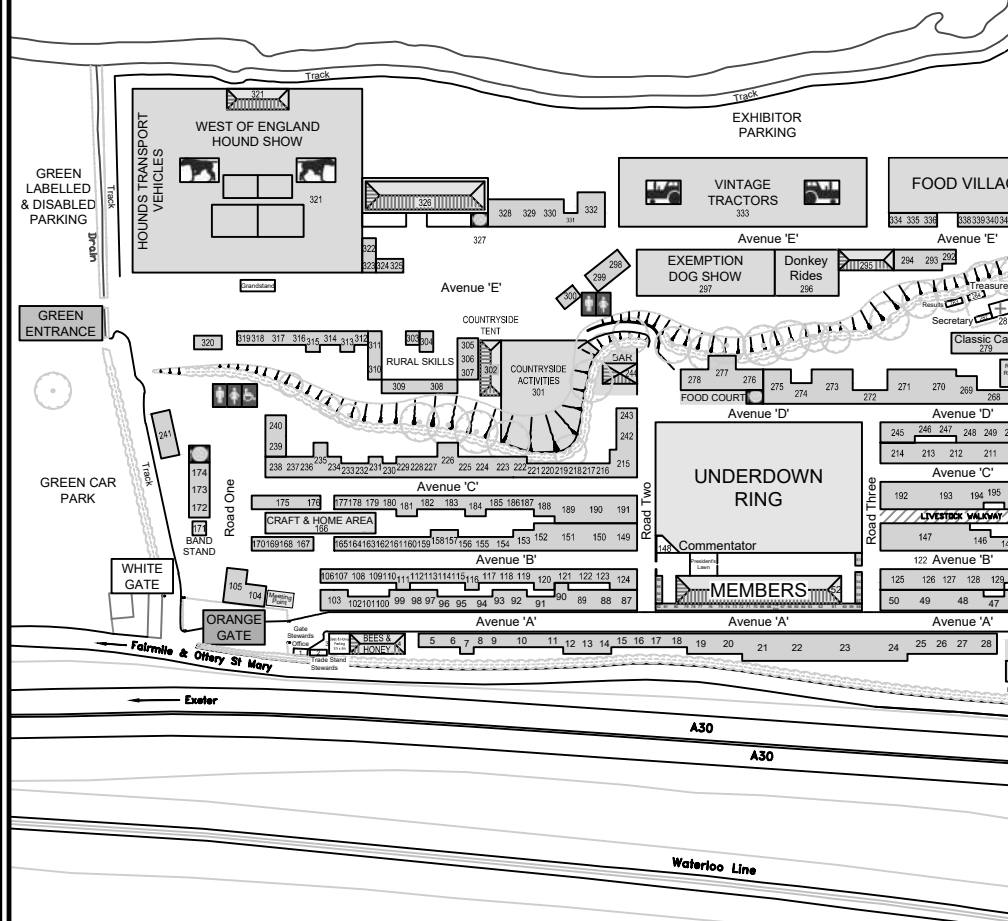 Track
Track
EXHIBITOR
PARKING
321
WEST OF ENGLAND
HOUND SHOW
HOUNDS TRANSPORT
VEHICLES
321
GREEN
LABELLED
& DISABLED
PARKING
Track
Drain
326
328 329 330 331 332
327
VINTAGE
TRACTORS
333
FOOD VILLAG
334 335 336
338 339 340 34
Avenue 'E'
Avenue 'E'
322
323 324 325
EXEMPTION
DOG SHOW
297
Donkey
Rides
296
295
294 293 292
298
299
300
Grandstand
Avenue 'E'
GREEN
ENTRANCE
COUNTRYSIDE
TENT
Results
Treasure
Secretary
28
Classic Ca
279
320
319 318 317 316 315 314 313 312 311
310
303 304
RURAL SKILLS
309 308
305
306
307
302
COUNTRYSIDE
ACTIVITIES
301
BAR
244
278 277 276
FOOD COURT
275 274 273 272 271 270 269 268
Avenue 'D'
Avenue 'D'
241
240
239
238 237 236 235 234 233 232 231 230 229 228 227 226 225 224 223 222 221 220 219 218 217 216 215
243
242
245 246 247 248 249
214 213 212 211
Avenue 'C'
Avenue 'C'
GREEN CAR
PARK
Track
174
173
172
171
BAND
STAND
Road One
175 176
177 178 179 180 181 182 183 184 185 186 187 188 189 190 191
CRAFT & HOME AREA
166
170 169 168 167
165 164 163 162 161 160 159 158 157 156 155 154 153 152 151 150 149
Road Two
UNDERDOWN
RING
Road Three
192 193 194 195
LIVESTOCK WALKWAY
147 146
148
Commentator
President's
Lawn
Avenue 'B'
122 Avenue 'B'
WHITE
GATE
105
104
Meeting
Point
106 107 108 109 110 111 112 113 114 115 116 117 118 119 120 121 122 123 124
103 102 101 100 99 98 97 96 95 94 93 92 91 90 89 88 87
MEMBERS
52
125 126 127 128 129
50 49 48 47
Avenue 'A'
Avenue 'A'
Avenue 'A'
ORANGE
GATE
Gate
Stewards
Office
1 2
Trade Stand
Stewards
BEES &
HONEY
5 6 7 8 9 10 11 12 13 14 15 16 17 18 19 20 21 22 23 24 25 26 27 28
Fairmile & Ottery St Mary
Exeter
A30
A30
Waterloo Line